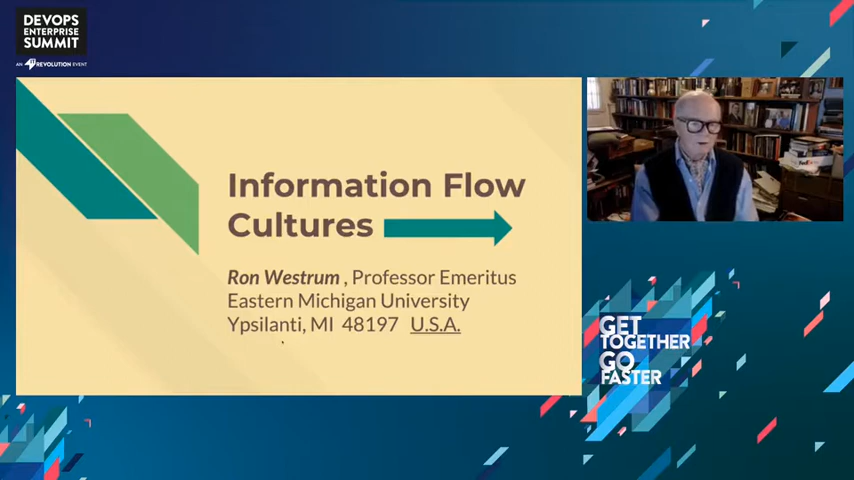 DEVOPS
ENTERPRISE
SUMMIT
AN IT REVOLUTION EVENT
Information Flow
Cultures
Ron Westrum , Professor Emeritus
Eastern Michigan University
Ypsilanti, MI 48197 U.S.A.
FedEx
GET
TOGETHER
GO
FASTER